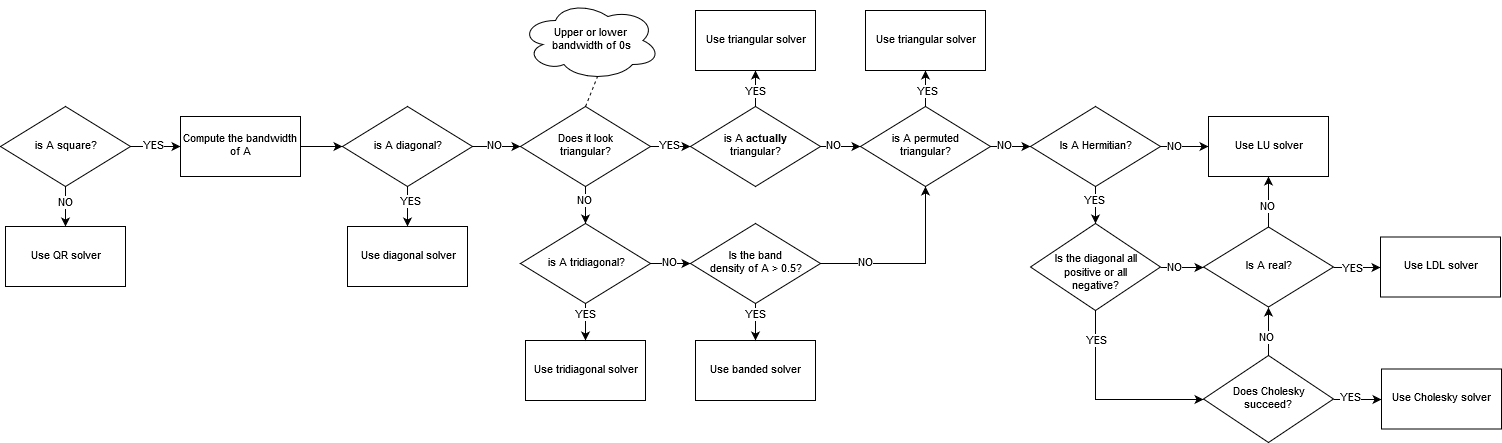 Upper or lower
bandwidth of 0s
Use triangular solver
Use triangular solver
YES
YES
is A square?
YES
Compute the bandwidth
of A
is A diagonal?
NO
Does it look
triangular?
YES
is A actually
triangular?
NO
is A permuted
triangular?
NO
Is A Hermitian?
NO
Use LU solver
NO
YES
NO
YES
NO
Use QR solver
Use diagonal solver
is A tridiagonal?
NO
Is the band
density of A > 0.5?
NO
Is the diagonal all
positive or all
negative?
NO
Is A real?
YES
Use LDL solver
YES
YES
YES
NO
Use tridiagonal solver
Use banded solver
Does Cholesky
succeed?
YES
Use Cholesky solver